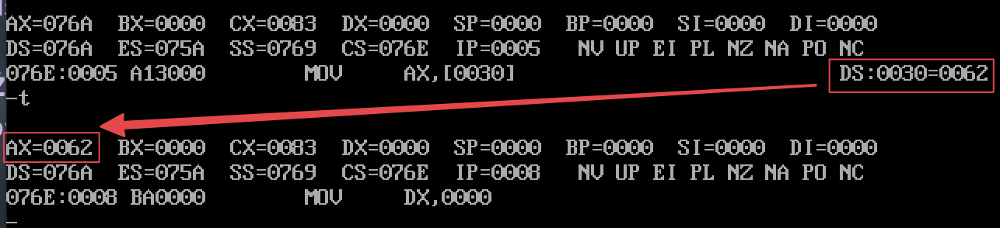 AX=076A BX=0000 CX=0083 DX=0000 SP=0000 BP=0000 SI=0000 DI=0000
DS=076A ES=075A SS=0769 CS=076E IP=0005 NV UP EI PL NZ NA PO NC
076E:0005 A13000 MOV AX,[0030] DS:0030=0062
-t
AX=0062 BX=0000 CX=0083 DX=0000 SP=0000 BP=0000 SI=0000 DI=0000
DS=076A ES=075A SS=0769 CS=076E IP=0008 NV UP EI PL NZ NA PO NC
076E:0008 BA0000 MOV DX,0000
-